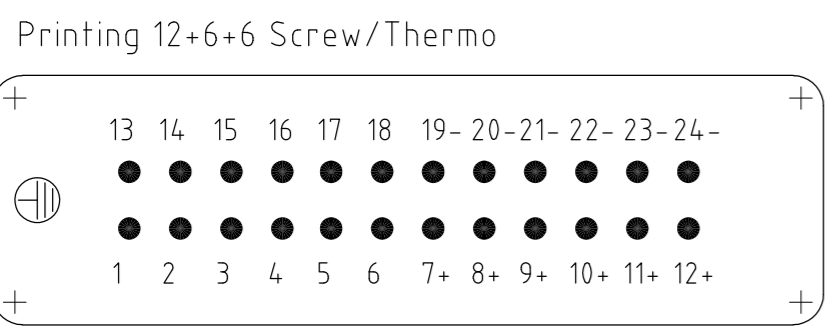 Printing 12+6+6 Screw/Thermo
13 14 15 16 17 18 19- 20- 21- 22- 23- 24-
1 2 3 4 5 6 7+ 8+ 9+ 10+ 11+ 12+